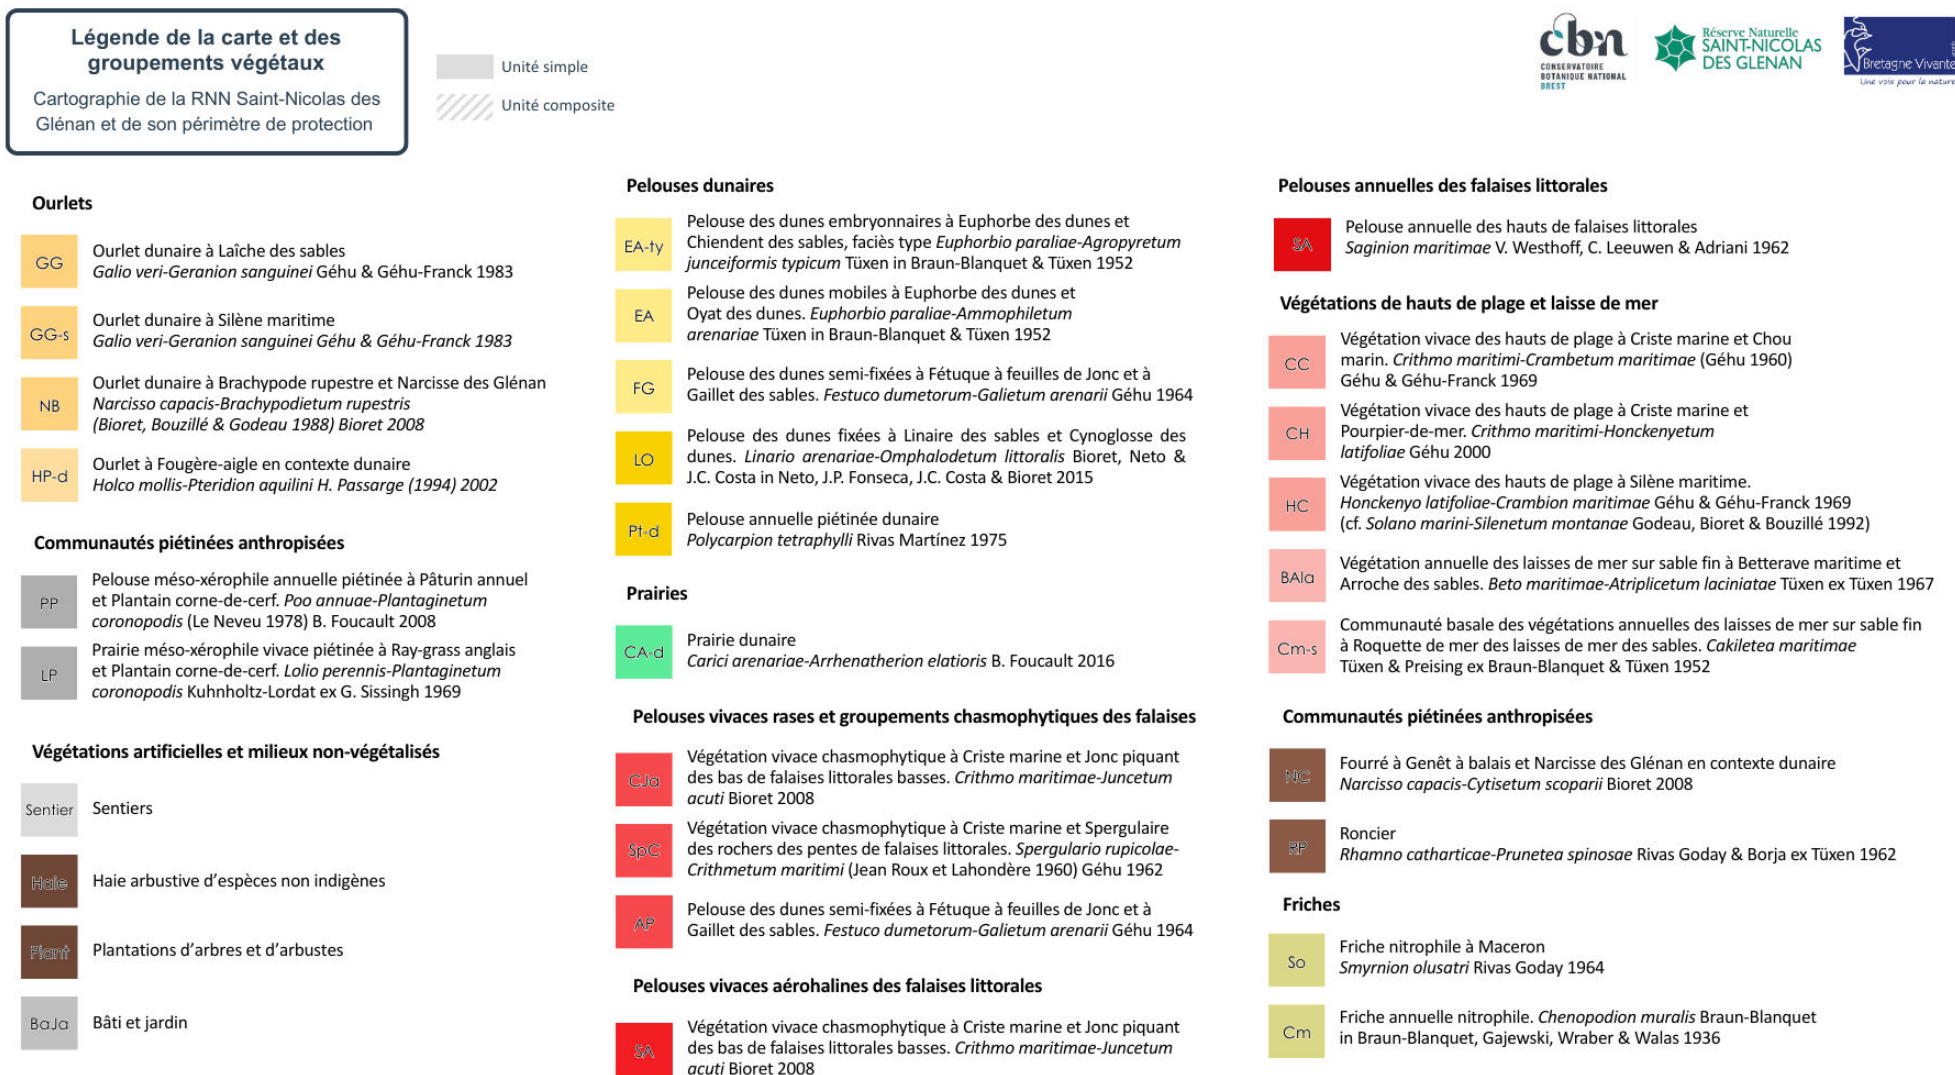 Légende de la carte et des
groupements végétaux
Cartographie de la RNN Saint-Nicolas des
Glénan et de son périmètre de protection
Unité simple
Unité composite
cbn
CONSERVATOIRE
BOTANIQUE NATIONAL
BREST
Réserve Naturelle
SAINT-NICOLAS
DES GLENAN
Bretagne Vivante
Une voix pour la nature
Ourlets
GG
Ourlet dunaire à Laîche des sables
Galio veri-Geranion sanguinei Géhu & Géhu-Franck 1983
GG-s
Ourlet dunaire à Silène maritime
Galio veri-Geranion sanguinei Géhu & Géhu-Franck 1983
NB
Ourlet dunaire à Brachypode rupestre et Narcisse des Glénan
Narcisso capacis-Brachypodietum rupestris
(Bioret, Bouzillé & Godeau 1988) Bioret 2008
HP-d
Ourlet à Fougère-aigle en contexte dunaire
Holco mollis-Pteridion aquilini H. Passarge (1994) 2002
Communautés piétinées anthropisées
PP
Pelouse méso-xérophile annuelle piétinée à Pâturin annuel
et Plantain corne-de-cerf. Poo annuae-Plantaginetum
coronopodis (Le Neveu 1978) B. Foucault 2008
LP
Prairie méso-xérophile vivace piétinée à Ray-grass anglais
et Plantain corne-de-cerf. Lolio perennis-Plantaginetum
coronopodis Kuhnholtz-Lordat ex G. Sissingh 1969
Végétations artificielles et milieux non-végétalisés
Sentier
Sentiers
Haie
Haie arbustive d'espèces non indigènes
Plant
Plantations d'arbres et d'arbustes
BaJa
Bâti et jardin
Pelouses dunaires
EA-ty
Pelouse des dunes embryonnaires à Euphorbe des dunes et
Chiendent des sables, faciès type Euphorbio paraliae-Agropyretum
junceiformis typicum Tüxen in Braun-Blanquet & Tüxen 1952
EA
Pelouse des dunes mobiles à Euphorbe des dunes et
Oyat des dunes. Euphorbio paraliae-Ammophiletum
arenariae Tüxen in Braun-Blanquet & Tüxen 1952
FG
Pelouse des dunes semi-fixées à Fétuque à feuilles de Jonc et à
Gaillet des sables. Festuco dumetorum-Galietum arenarii Géhu 1964
LO
Pelouse des dunes fixées à Linaire des sables et Cynoglosse des
dunes. Linario arenariae-Omphalodetum littoralis Bioret, Neto &
J.C. Costa in Neto, J.P. Fonseca, J.C. Costa & Bioret 2015
Pt-d
Pelouse annuelle piétinée dunaire
Polycarpion tetraphylli Rivas Martínez 1975
Prairies
CA-d
Prairie dunaire
Carici arenariae-Arrhenatherion elatioris B. Foucault 2016
Pelouses vivaces rases et groupements chasmophytiques des falaises
CJa
Végétation vivace chasmophytique à Criste marine et Jonc piquant
des bas de falaises littorales basses. Crithmo maritimae-Juncetum
acuti Bioret 2008
SpC
Végétation vivace chasmophytique à Criste marine et Spergulaire
des rochers des pentes de falaises littorales. Spergulario rupicolae-
Crithmetum maritimi (Jean Roux et Lahondère 1960) Géhu 1962
AP
Pelouse des dunes semi-fixées à Fétuque à feuilles de Jonc et à
Gaillet des sables. Festuco dumetorum-Galietum arenarii Géhu 1964
Pelouses vivaces aérohalines des falaises littorales
SA
Végétation vivace chasmophytique à Criste marine et Jonc piquant
des bas de falaises littorales basses. Crithmo maritimae-Juncetum
acuti Bioret 2008
Pelouses annuelles des falaises littorales
SA
Pelouse annuelle des hauts de falaises littorales
Saginion maritimae V. Westhoff, C. Leeuwen & Adriani 1962
Végétations de hauts de plage et laisse de mer
CC
Végétation vivace des hauts de plage à Criste marine et Chou
marin. Crithmo maritimi-Crambetum maritimae (Géhu 1960)
Géhu & Géhu-Franck 1969
CH
Végétation vivace des hauts de plage à Criste marine et
Pourpier-de-mer. Crithmo maritimi-Honckenyetum
latifoliae Géhu 2000
HC
Végétation vivace des hauts de plage à Silène maritime.
Honckenyo latifoliae-Crambion maritimae Géhu & Géhu-Franck 1969
(cf. Solano marini-Silenetum montanae Godeau, Bioret & Bouzillé 1992)
BAla
Végétation annuelle des laisses de mer sur sable fin à Betterave maritime et
Arroche des sables. Beto maritimae-Atriplicetum laciniatae Tüxen ex Tüxen 1967
Cm-s
Communauté basale des végétations annuelles des laisses de mer sur sable fin
à Roquette de mer des laisses de mer des sables. Cakiletea maritimae
Tüxen & Preising ex Braun-Blanquet & Tüxen 1952
Communautés piétinées anthropisées
NC
Fourré à Genêt à balais et Narcisse des Glénan en contexte dunaire
Narcisso capacis-Cytisetum scoparii Bioret 2008
RP
Roncier
Rhamno catharticae-Prunetea spinosae Rivas Goday & Borja ex Tüxen 1962
Friches
So
Friche nitrophile à Maceron
Smyrnion olusatri Rivas Goday 1964
Cm
Friche annuelle nitrophile. Chenopodion muralis Braun-Blanquet
in Braun-Blanquet, Gajewski, Wraber & Walas 1936